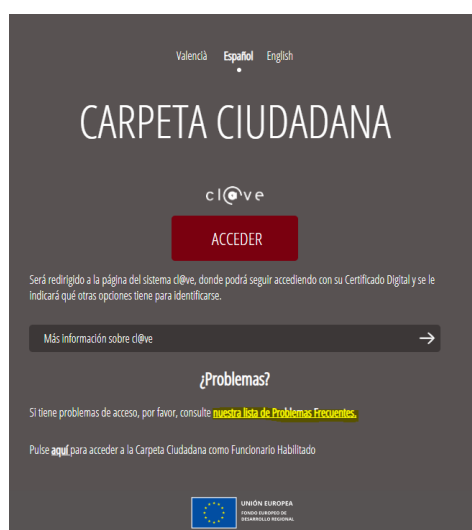 Valencià Español English
CARPETA CIUDADANA
cl@ve
ACCEDER
Será redirigido a la página del sistema cl@ve, donde podrá seguir accediendo con su Certificado Digital y se le
indicará qué otras opciones tiene para identificarse.
Más información sobre cl@ve
¿Problemas?
Si tiene problemas de acceso, por favor, consulte nuestra lista de Problemas Frecuentes.
Pulse aquí para acceder a la Carpeta Ciudadana como Funcionario Habilitado
UNIÓN EUROPEA
FONDO EUROPEO DE
DESARROLLO REGIONAL